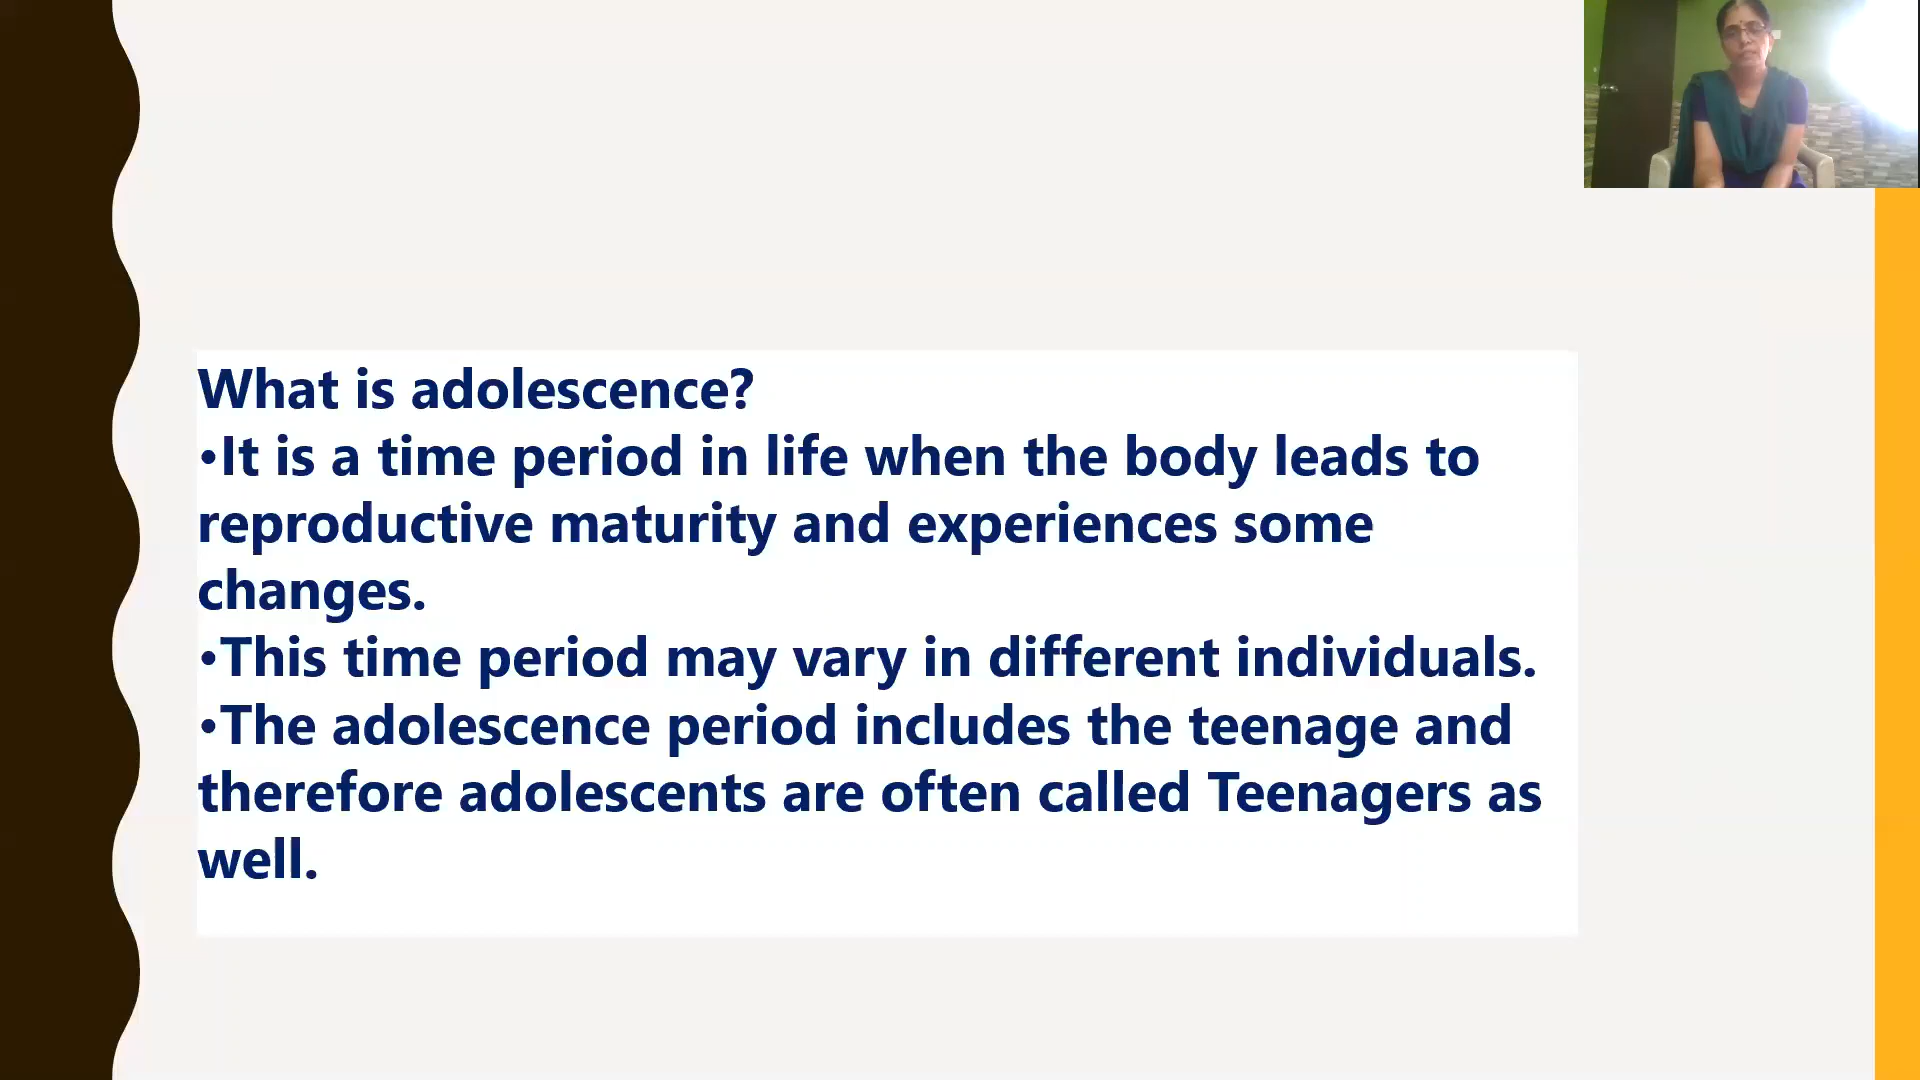 What is adolescence?
•It is a time period in life when the body leads to
reproductive maturity and experiences some
changes.
•This time period may vary in different individuals.
•The adolescence period includes the teenage and
therefore adolescents are often called Teenagers as
well.